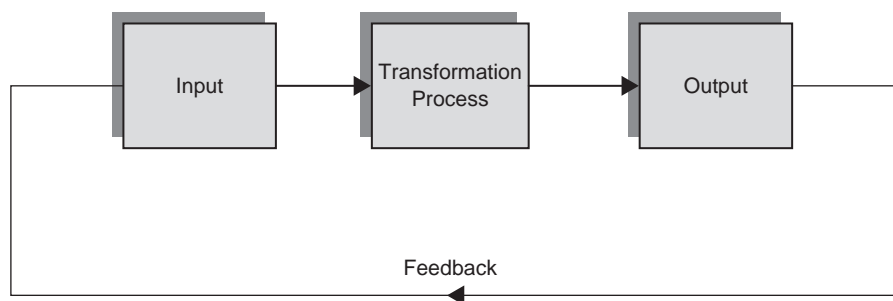 Input
Transformation
Process
Output
Feedback